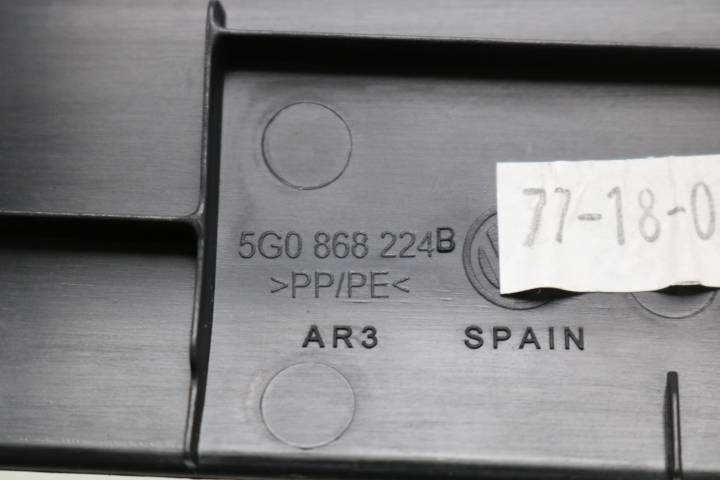 77-18-0
5G0 868 224B
>PP/PE<
AR3 SPAIN